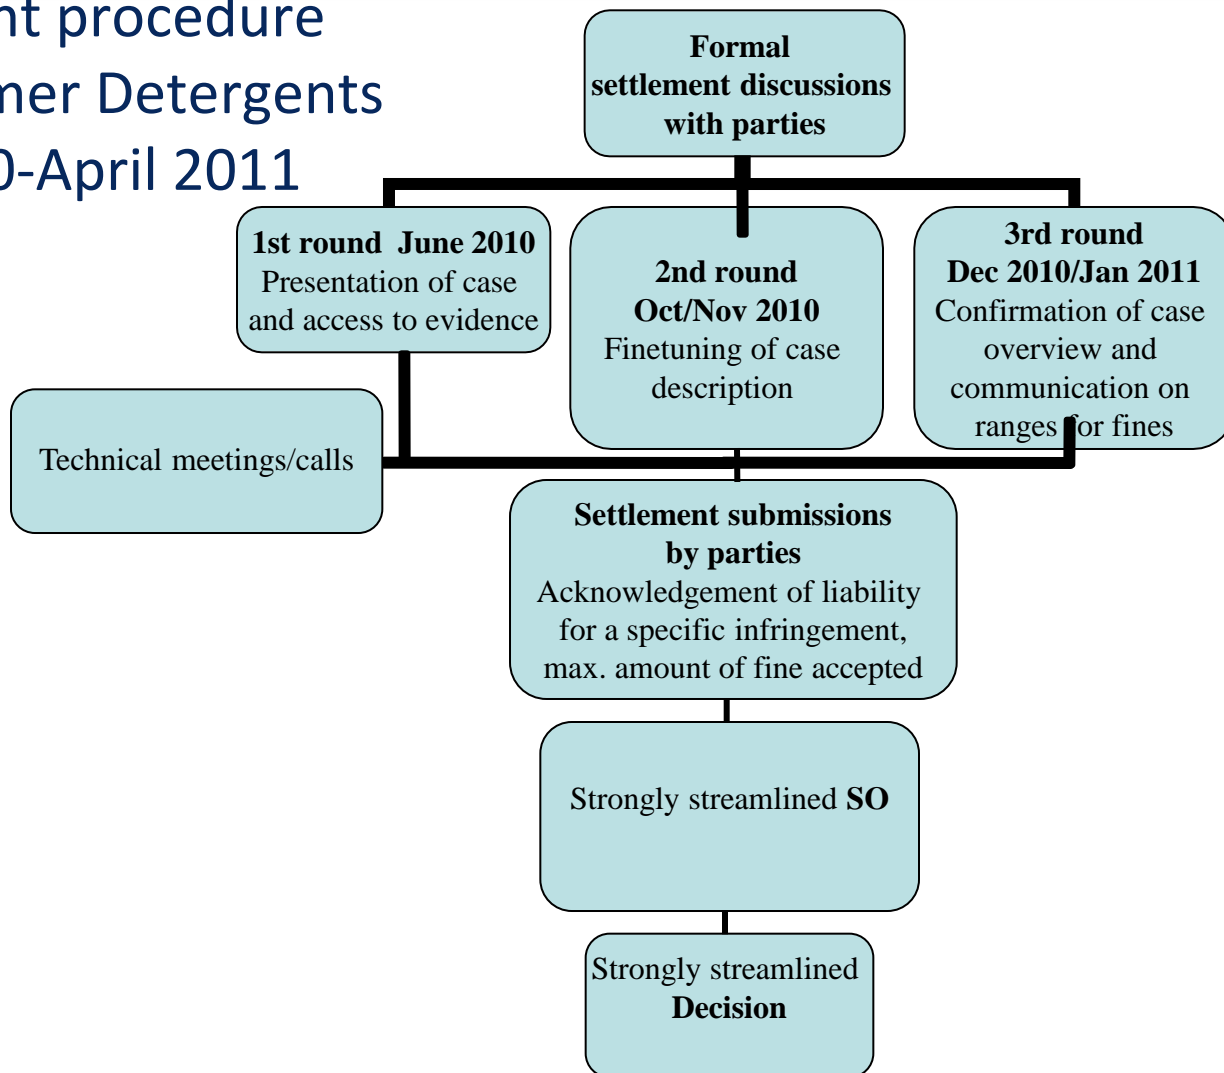 procedure
Detergents
0-April 2011
Formal
settlement discussions
with parties
1st round June 2010
Presentation of case
and access to evidence
2nd round
Oct/Nov 2010
Finetuning of case
description
3rd round
Dec 2010/Jan 2011
Confirmation of case
overview and
communication on
ranges for fines
Technical meetings/calls
Settlement submissions
by parties
Acknowledgement of liability
for a specific infringement,
max. amount of fine accepted
Strongly streamlined SO
Strongly streamlined
Decision